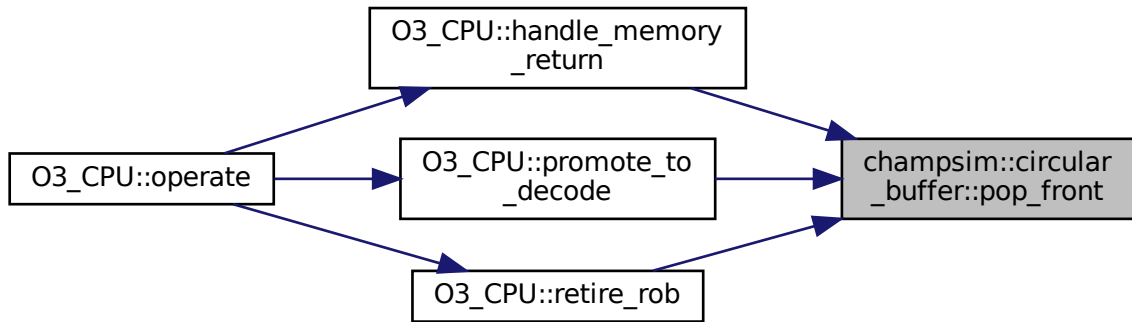 O3_CPU::handle_memory
_return
O3_CPU::operate
O3_CPU::promote_to
_decode
champsim::circular
_buffer::pop_front
O3_CPU::retire_rob